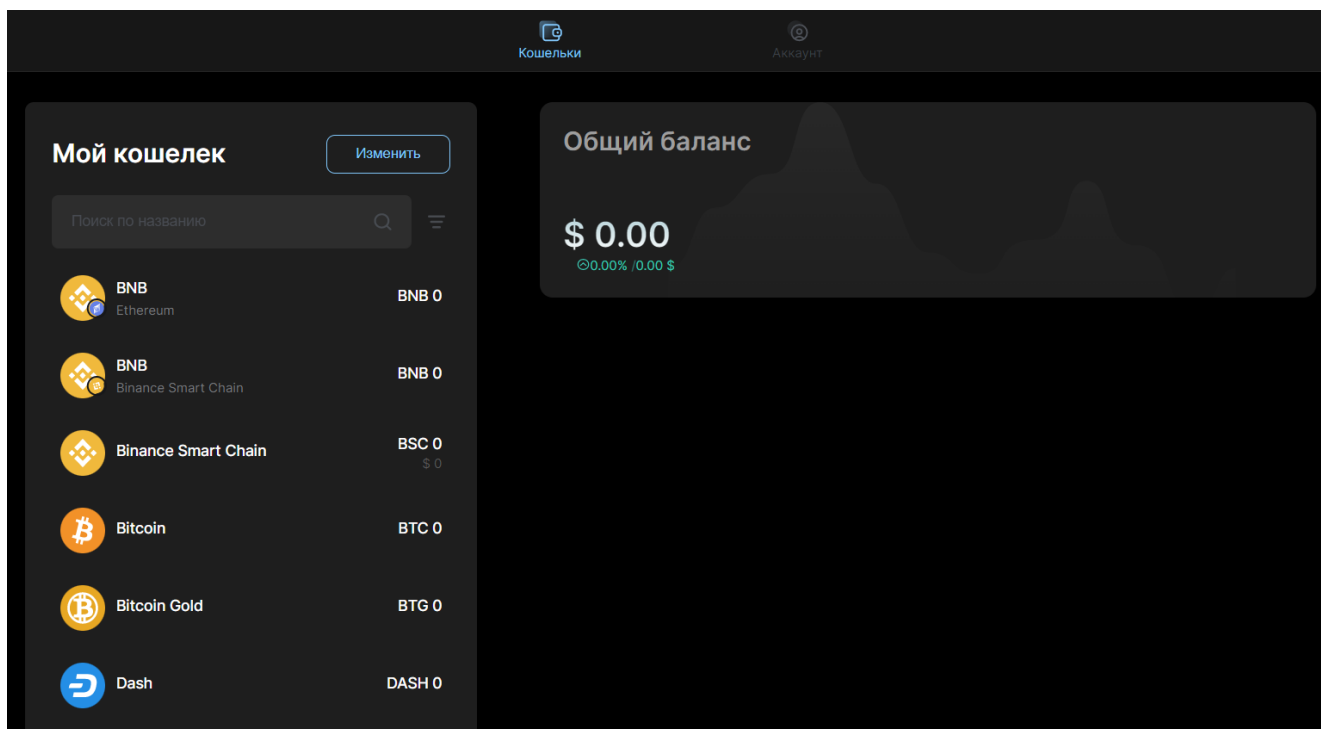 Кошельки
Аккаунт
Мой кошелек
Изменить
Поиск по названию
BNB
Ethereum
BNB 0
BNB
Binance Smart Chain
BNB 0
Binance Smart Chain
BSC 0
$ 0
Bitcoin
BTC 0
Bitcoin Gold
BTG 0
Dash
DASH 0
Общий баланс
$ 0.00
0.00% /0.00 $